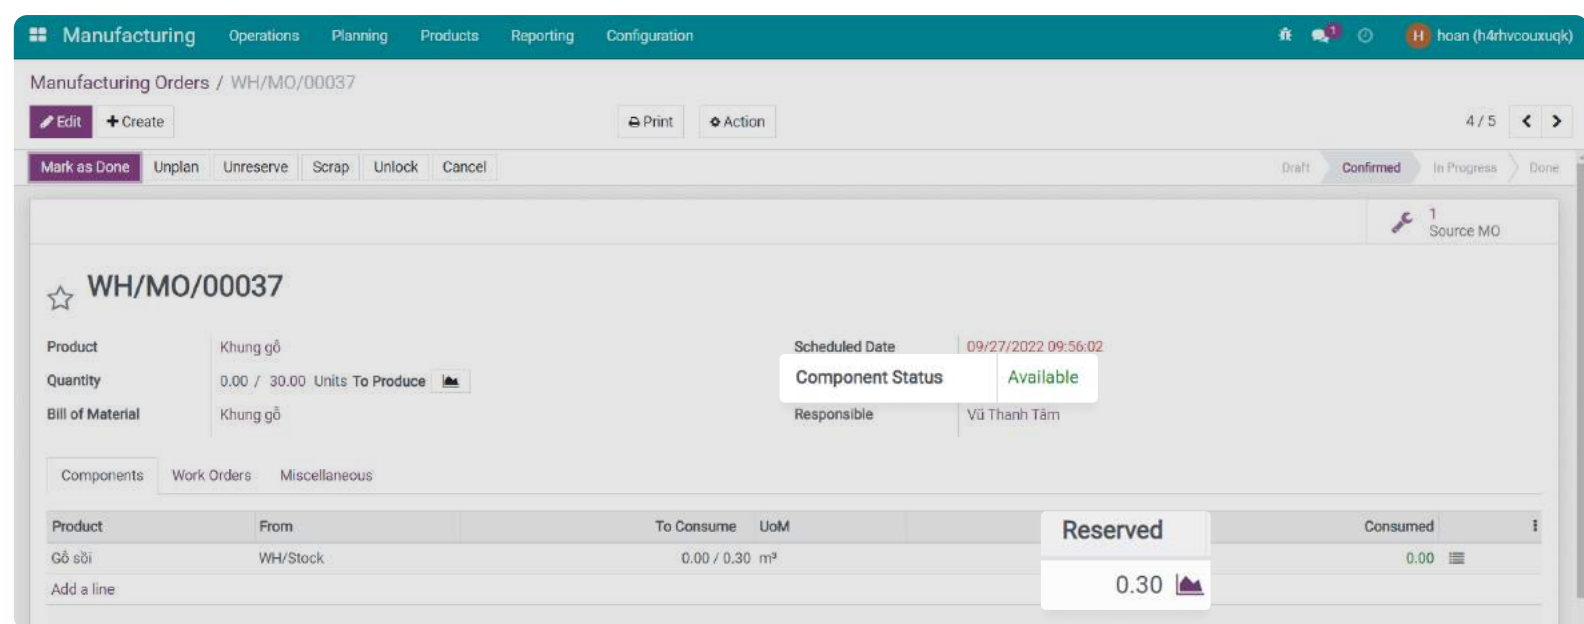 Manufacturing Operations Planning Products Reporting Configuration 1 H hoan (h4rhvcouxuqk)
Manufacturing Orders / WH/MO/00037
Edit + Create Print Action 4 / 5
Mark as Done Unplan Unreserve Scrap Unlock Cancel Draft Confirmed In Progress Done
1
Source MO
WH/MO/00037
Product Khung gỗ Scheduled Date 09/27/2022 09:56:02
Quantity 0.00 / 30.00 Units To Produce Component Status Available
Bill of Material Khung gỗ Responsible Vũ Thanh Tâm
Components Work Orders Miscellaneous
Product From To Consume UoM Reserved Consumed
Gỗ sồi WH/Stock 0.00 / 0.30 m³ 0.30 0.00
Add a line